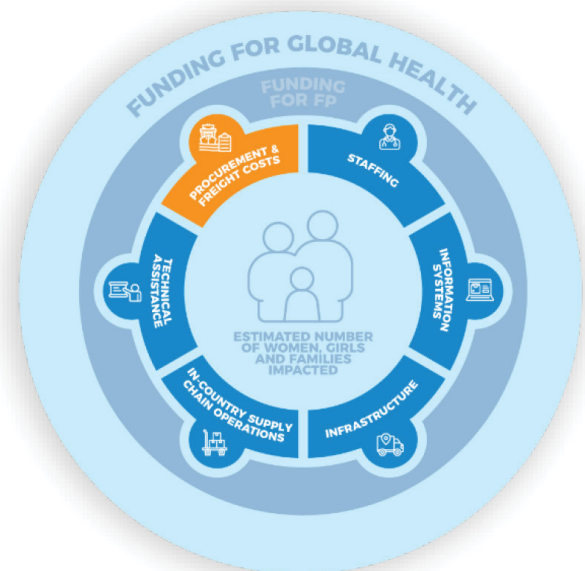 FUNDING FOR GLOBAL HEALTH
FUNDING
FOR FP
PROCUREMENT &
FREIGHT COSTS
STAFFING
INFORMATION
SYSTEMS
INFRASTRUCTURE
IN-COUNTRY SUPPLY
CHAIN OPERATIONS
TECHNICAL
ASSISTANCE
ESTIMATED NUMBER
OF WOMEN, GIRLS
AND FAMILIES
IMPACTED